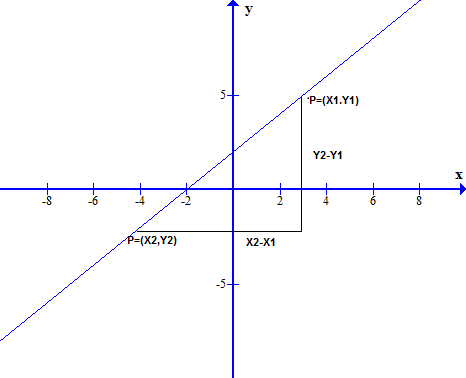 y
5
'P=(X1.Y1)
Y2-Y1
x
-8 -6 -4 -2 2 4 6 8
P=(X2,Y2) X2-X1
-5